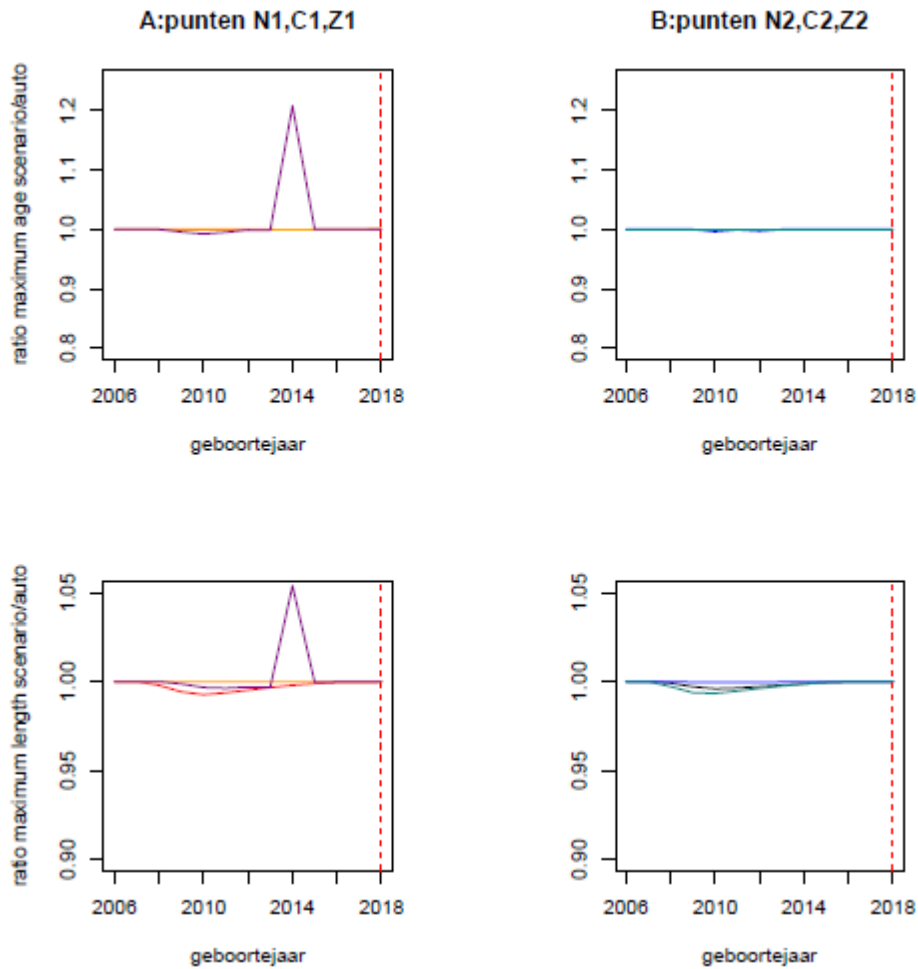 A:punten N1,C1,Z1
B:punten N2,C2,Z2
ratio maximum age scenario/auto
1.2
1.1
1.0
0.9
0.8
2006 2010 2014 2018
geboortejaar
1.2
1.1
1.0
0.9
0.8
2006 2010 2014 2018
geboortejaar
ratio maximum length scenario/auto
1.05
1.00
0.95
0.90
2006 2010 2014 2018
geboortejaar
1.05
1.00
0.95
0.90
2006 2010 2014 2018
geboortejaar